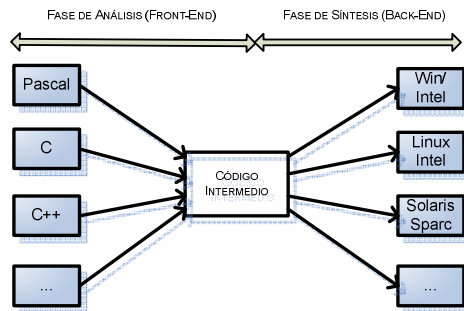 FASE DE ANÁLISIS (FRONT-END)
FASE DE SÍNTESIS (BACK-END)
Pascal
C
C++
...
CÓDIGO
INTERMEDIO
Win/
Intel
Linux
Intel
Solaris
Sparc
...